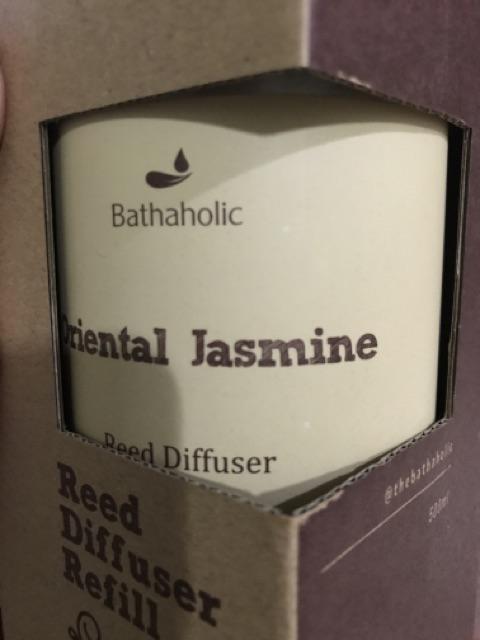 Bathaholic
Oriental Jasmine
Reed Diffuser
Reed
Diffuser
Refill
@thebathaholic
500ml